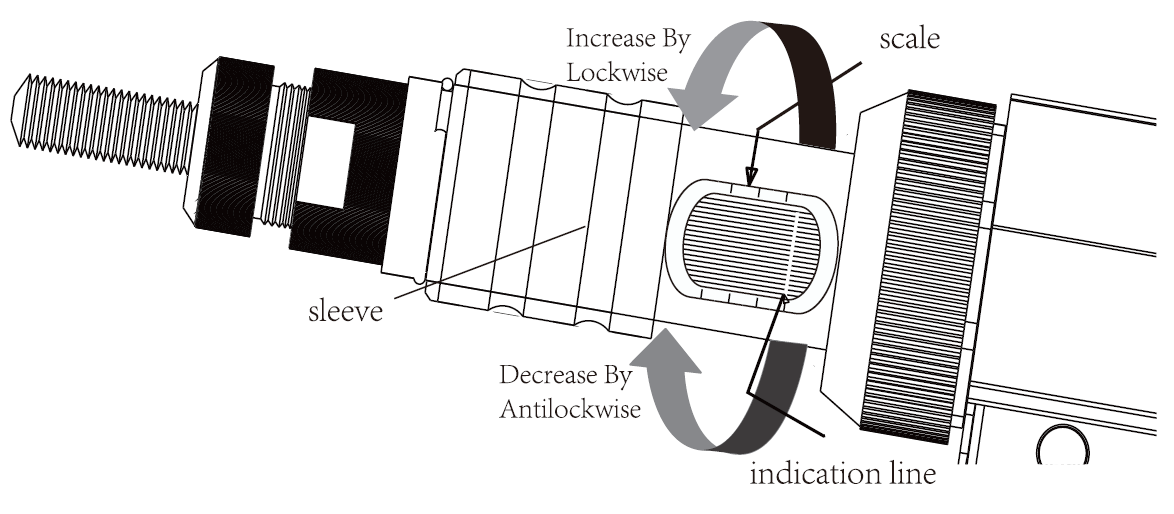 Increase By
Lockwise
scale
sleeve
Decrease By
Antilockwise
indication line